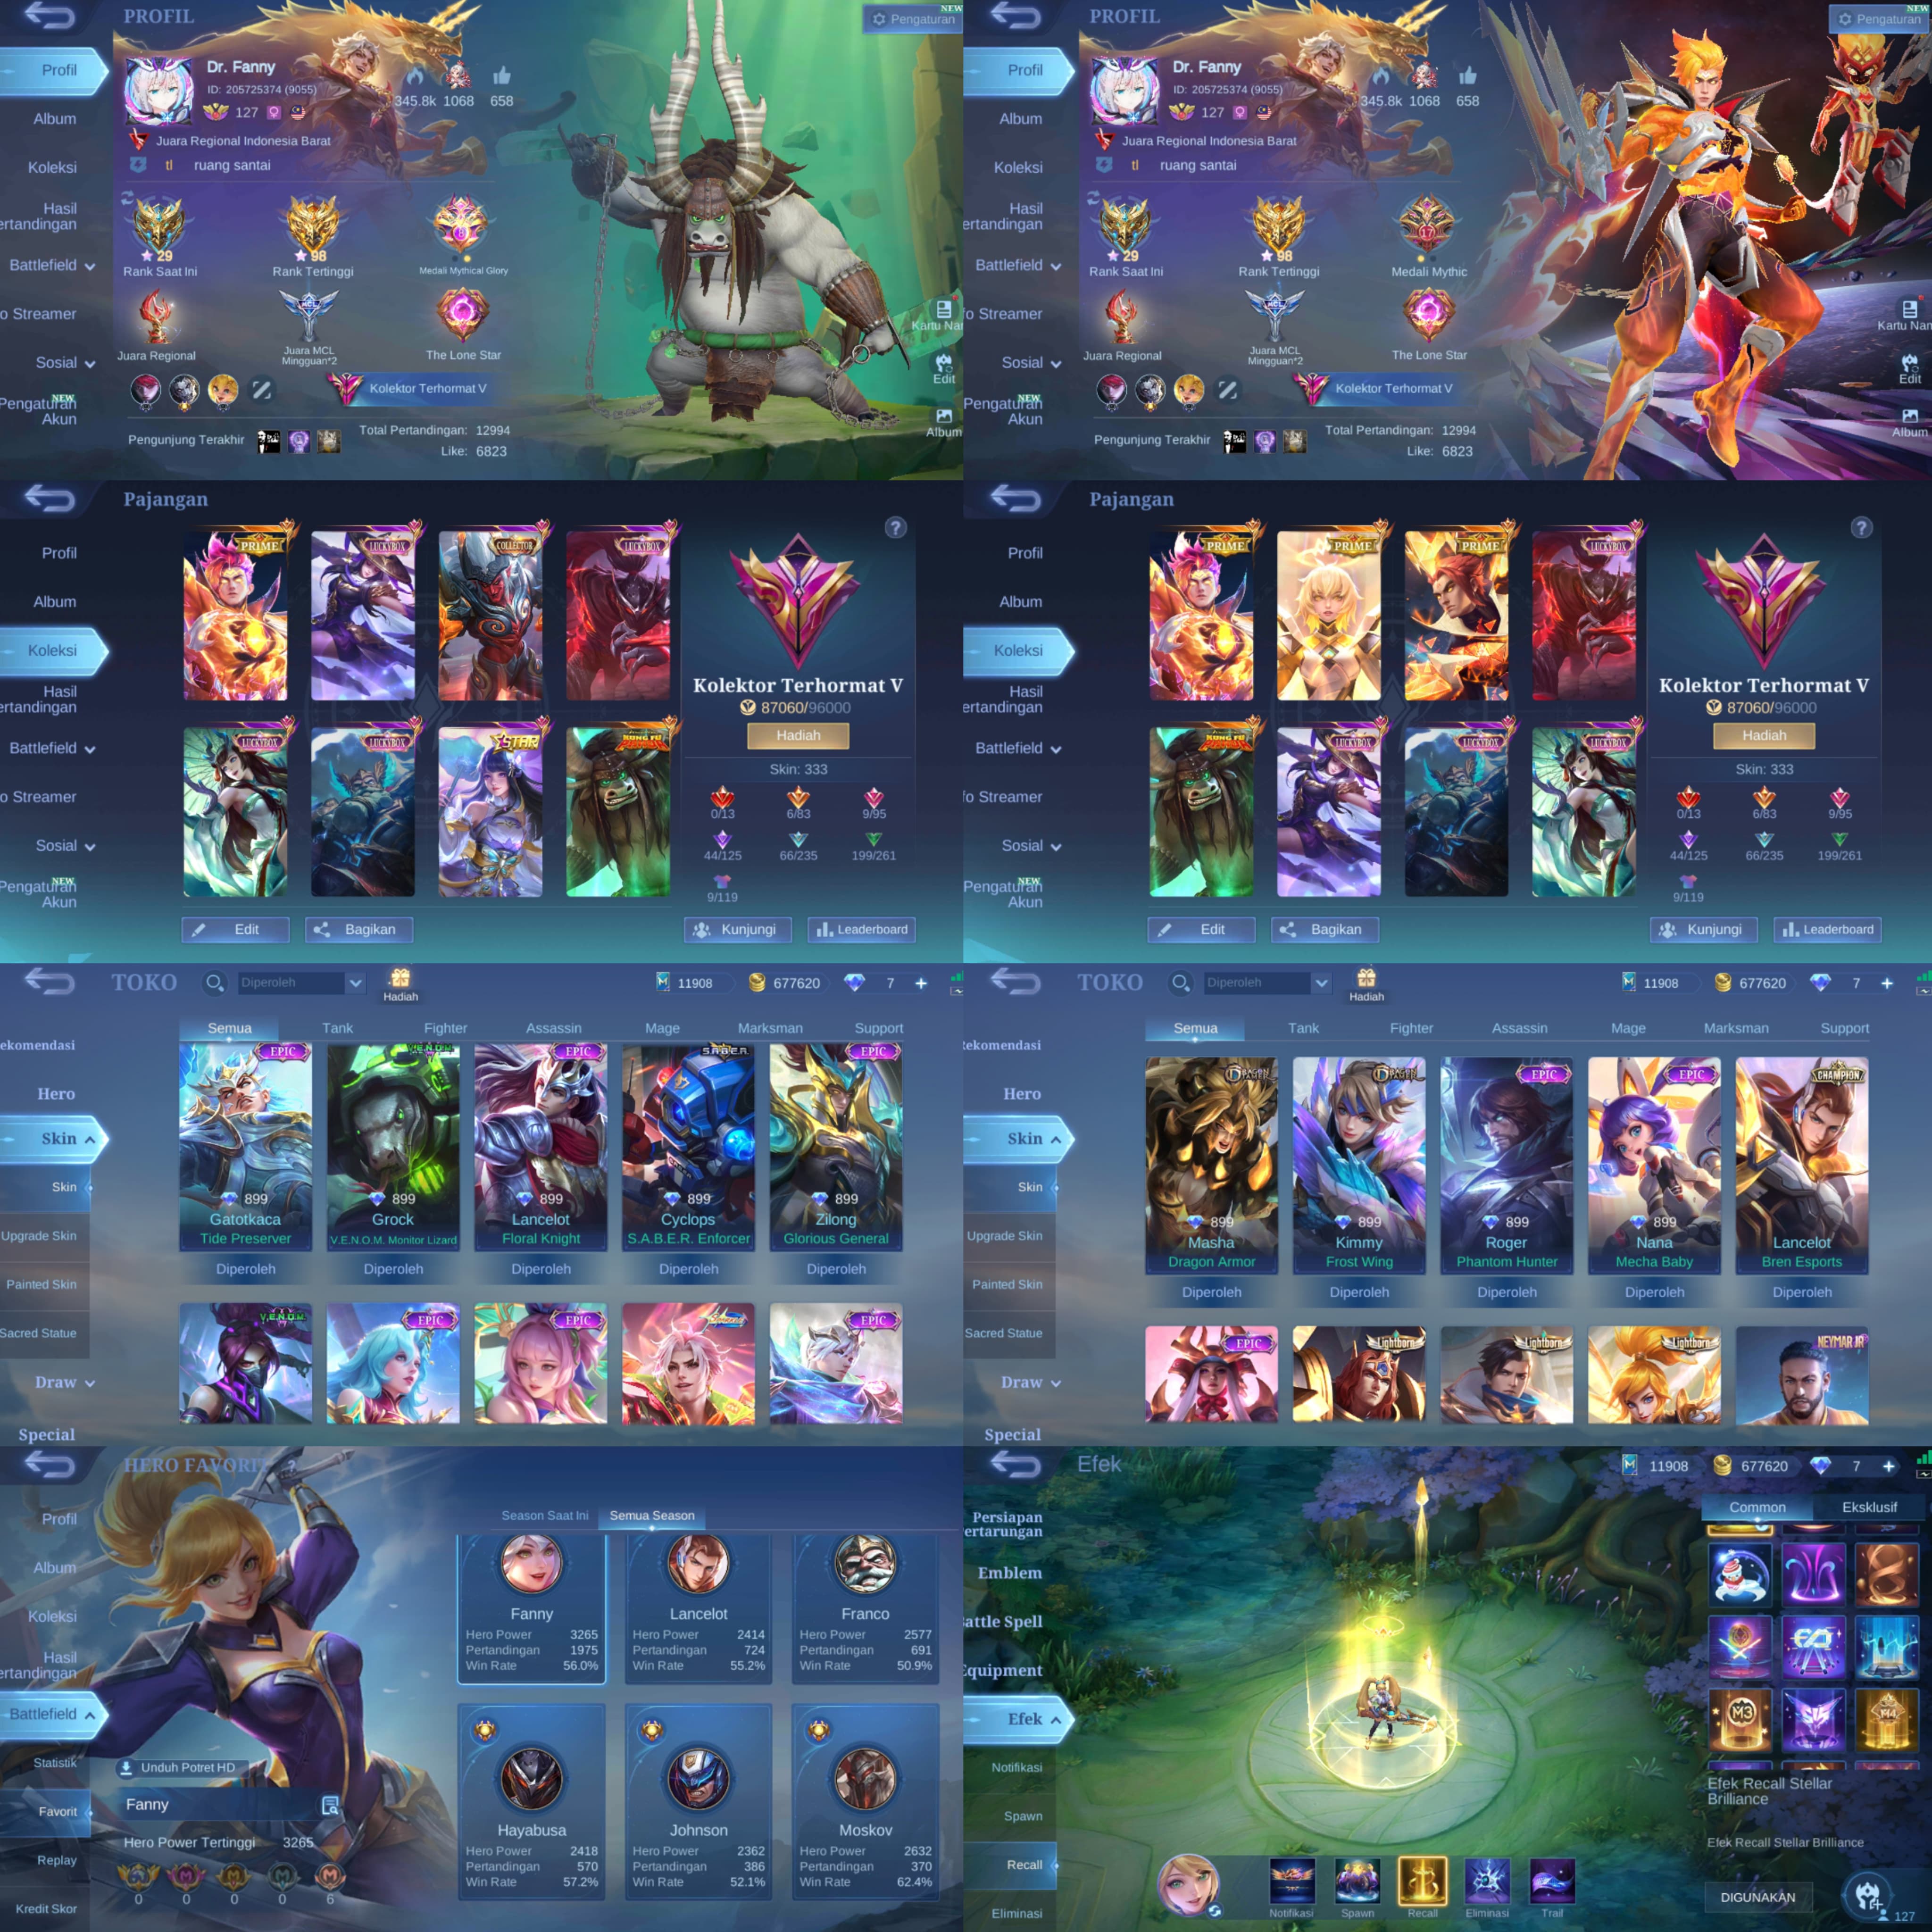 PROFIL
Pengaturan
NEW
Profil
Album
Koleksi
Hasil
ertandingan
Battlefield
o Streamer
Sosial
NEW
Pengaturan
Akun
Dr. Fanny
ID: 205725374 (9055)
127
345.8k 1068 658
Juara Regional Indonesia Barat
tl ruang santai
29
Rank Saat Ini
98
Rank Tertinggi
8
Medali Mythical Glory
Juara Regional
MCL
Juara MCL
Mingguan*2
The Lone Star
Kolektor Terhormat V
Pengunjung Terakhir
Total Pertandingan: 12994
Like: 6823
Kartu Nar
Edit
Album
PROFIL
Pengaturan
NEW
Profil
Album
Koleksi
Hasil
ertandingan
Battlefield
fo Streamer
Sosial
NEW
Pengaturan
Akun
Dr. Fanny
ID: 205725374 (9055)
127
345.8k 1068 658
Juara Regional Indonesia Barat
tl ruang santai
29
Rank Saat Ini
98
Rank Tertinggi
17
Medali Mythic
Juara Regional
MCL
Juara MCL
Mingguan*2
The Lone Star
Kolektor Terhormat V
Pengunjung Terakhir
Total Pertandingan: 12994
Like: 6823
Kartu Nan
Edit
Album
Pajangan
Profil
Album
Koleksi
Hasil
ertandingan
Battlefield
o Streamer
Sosial
NEW
Pengaturan
Akun
PRIME
LUCKYBOX
COLLECTOR
LUCKYBOX
LUCKYBOX
LUCKYBOX
STAR
KUNG FU PANDA
?
Kolektor Terhormat V
87060/96000
Hadiah
Skin: 333
0/13 6/83 9/95
44/125 66/235 199/261
9/119
Edit
Bagikan
Kunjungi
Leaderboard
Pajangan
Profil
Album
Koleksi
Hasil
ertandingan
Battlefield
fo Streamer
Sosial
NEW
Pengaturan
Akun
PRIME
PRIME
PRIME
LUCKYBOX
KUNG FU PANDA
LUCKYBOX
LUCKYBOX
LUCKYBOX
?
Kolektor Terhormat V
87060/96000
Hadiah
Skin: 333
0/13 6/83 9/95
44/125 66/235 199/261
9/119
Edit
Bagikan
Kunjungi
Leaderboard
TOKO
Diperoleh
Hadiah
11908
677620
7 +
ekomendasi
Hero
Skin
Skin
Upgrade Skin
Painted Skin
Sacred Statue
Draw
Special
Semua Tank Fighter Assassin Mage Marksman Support
EPIC V.E.N.O.M. EPIC S.A.B.E.R. EPIC
899 899 899 899 899
Gatotkaca Grock Lancelot Cyclops Zilong
Tide Preserver V.E.N.O.M. Monitor Lizard Floral Knight S.A.B.E.R. Enforcer Glorious General
Diperoleh Diperoleh Diperoleh Diperoleh Diperoleh
V.E.N.O.M. EPIC EPIC EPIC
TOKO
Diperoleh
Hadiah
11908
677620
7 +
Rekomendasi
Hero
Skin
Skin
Upgrade Skin
Painted Skin
Sacred Statue
Draw
Special
Semua Tank Fighter Assassin Mage Marksman Support
EPIC EPIC CHAMPION
899 899 899 899
Masha Kimmy Roger Nana Lancelot
Dragon Armor Frost Wing Phantom Hunter Mecha Baby Bren Esports
Diperoleh Diperoleh Diperoleh Diperoleh Diperoleh
EPIC Lightborn Lightborn Lightborn NEYMAR JR
HERO FAVORIT ?
Profil
Album
Koleksi
Hasil
ertandingan
Battlefield
Statistik
Favorit
Replay
Kredit Skor
Unduh Potret HD
Fanny
Hero Power Tertinggi 3265
0 0 0 0 6
Season Saat Ini
Semua Season
Fanny Lancelot Franco
Hero Power 3265 Hero Power 2414 Hero Power 2577
Pertandingan 1975 Pertandingan 724 Pertandingan 691
Win Rate 56.0% Win Rate 55.2% Win Rate 50.9%
Hayabusa Johnson Moskov
Hero Power 2418 Hero Power 2362 Hero Power 2632
Pertandingan 570 Pertandingan 386 Pertandingan 370
Win Rate 57.2% Win Rate 52.1% Win Rate 62.4%
Efek
11908
677620
7 +
Persiapan
ertarungan
Emblem
attle Spell
Equipment
Efek
Notifikasi
Spawn
Recall
Eliminasi
Common
Eksklusif
515
M3
M4
Efek Recall Stellar
Brilliance
Efek Recall Stellar Brilliance
DIGUNAKAN
127
Notifikasi Spawn Recall Eliminasi Trail